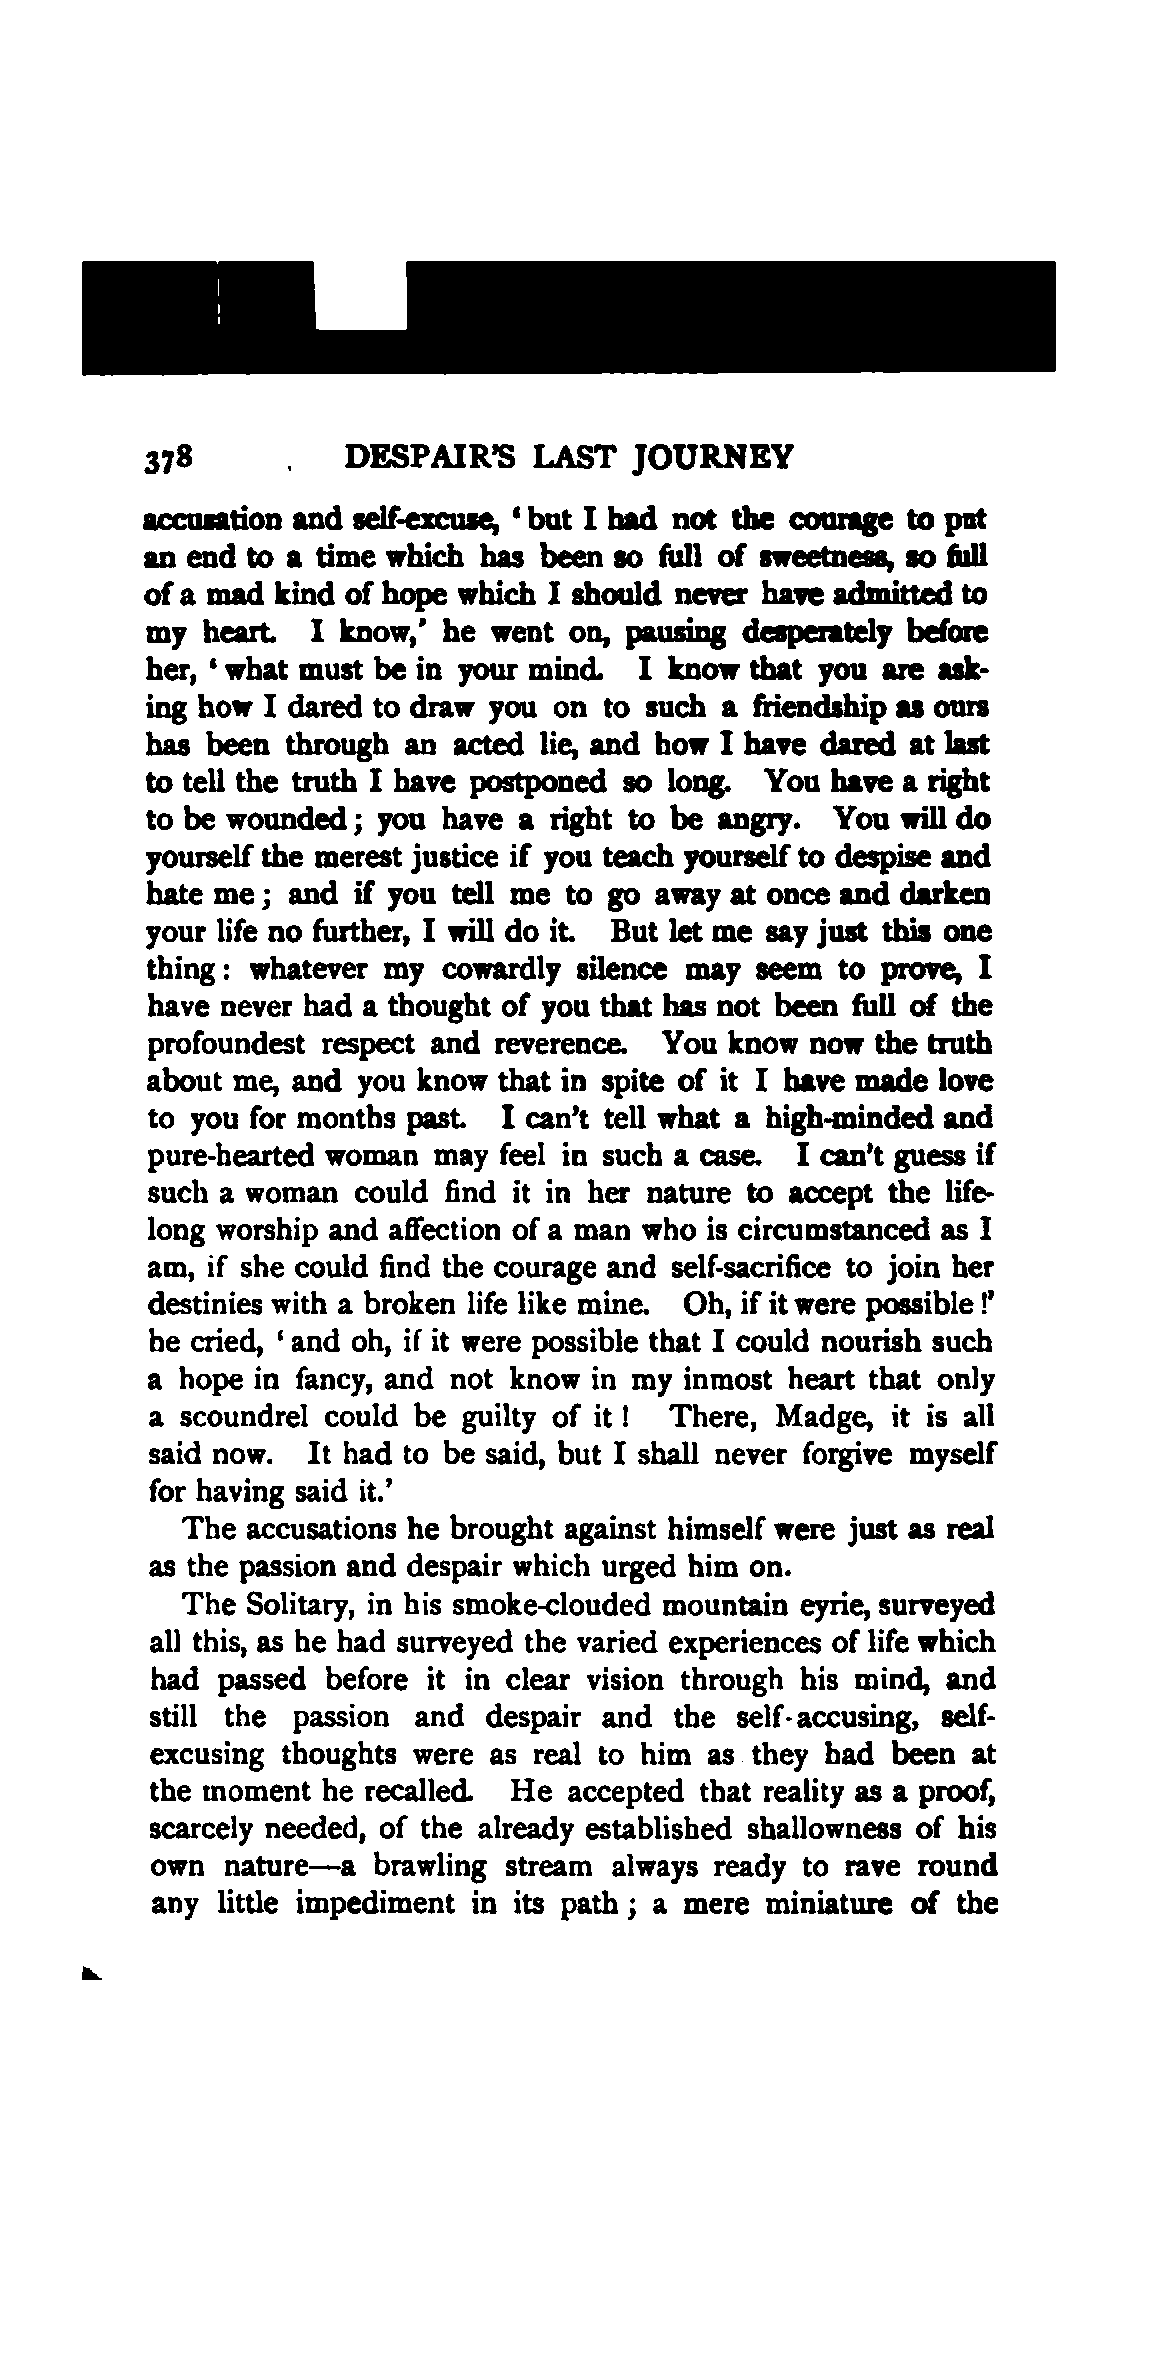 378 DESPAIR'S LAST JOURNEY
accusation and self-excuse, ‘but I had not the courage to put
an end to a time which has been so full of sweetness, so full
of a mad kind of hope which I should never have admitted to
my heart. I know,’ he went on, pausing desperately before
her, ‘what must be in your mind. I know that you are ask-
ing how I dared to draw you on to such a friendship as ours
has been through an acted lie, and how I have dared at last
to tell the truth I have postponed so long. You have a right
to be wounded; you have a right to be angry. You will do
yourself the merest justice if you teach yourself to despise and
hate me; and if you tell me to go away at once and darken
your life no further, I will do it. But let me say just this one
thing: whatever my cowardly silence may seem to prove, I
have never had a thought of you that has not been full of the
profoundest respect and reverence. You know now the truth
about me, and you know that in spite of it I have made love
to you for months past. I can't tell what a high-minded and
pure-hearted woman may feel in such a case. I can't guess if
such a woman could find it in her nature to accept the life-
long worship and affection of a man who is circumstanced as I
am, if she could find the courage and self-sacrifice to join her
destinies with a broken life like mine. Oh, if it were possible!’
he cried, ‘and oh, if it were possible that I could nourish such
a hope in fancy, and not know in my inmost heart that only
a scoundrel could be guilty of it! There, Madge, it is all
said now. It had to be said, but I shall never forgive myself
for having said it.’
The accusations he brought against himself were just as real
as the passion and despair which urged him on.
The Solitary, in his smoke-clouded mountain eyrie, surveyed
all this, as he had surveyed the varied experiences of life which
had passed before it in clear vision through his mind, and
still the passion and despair and the self-accusing, self-
excusing thoughts were as real to him as they had been at
the moment he recalled. He accepted that reality as a proof,
scarcely needed, of the already established shallowness of his
own nature—a brawling stream always ready to rave round
any little impediment in its path; a mere miniature of the